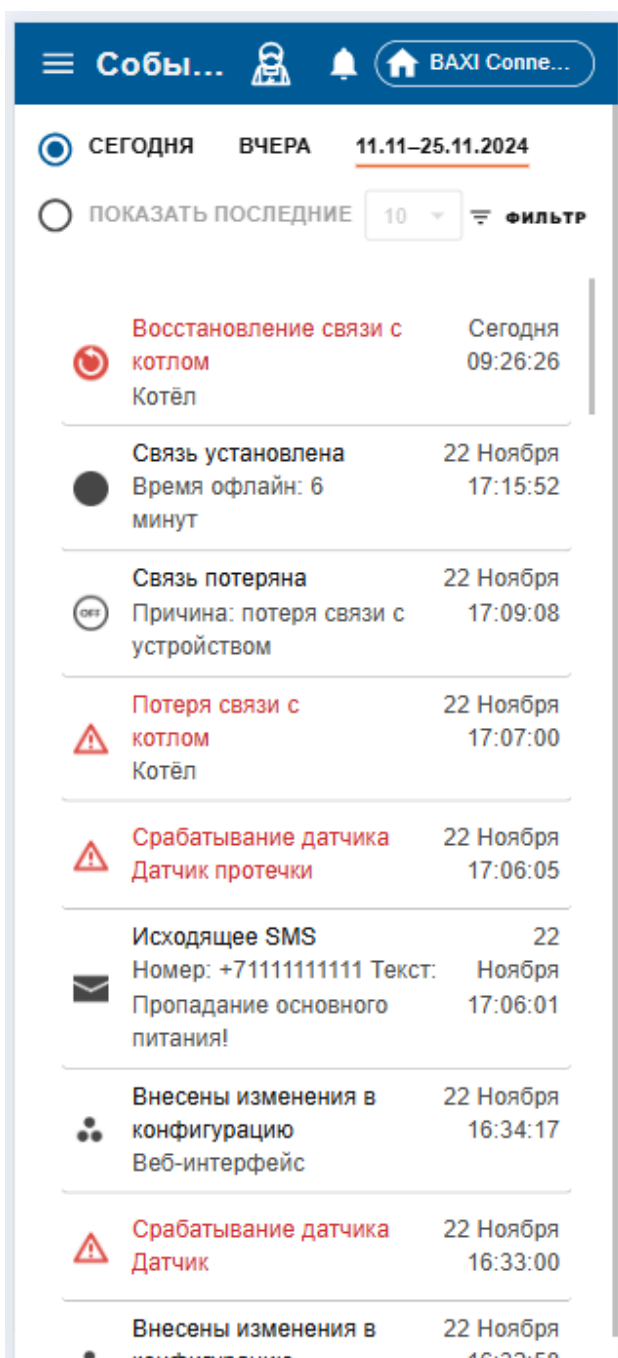 Собы... BAXI Conne...
СЕГОДНЯ ВЧЕРА 11.11–25.11.2024
ПОКАЗАТЬ ПОСЛЕДНИЕ 10 ФИЛЬТР
Восстановление связи с Сегодня
котлом 09:26:26
Котёл
Связь установлена 22 Ноября
Время офлайн: 6 17:15:52
минут
Связь потеряна 22 Ноября
OFF Причина: потеря связи с 17:09:08
устройством
Потеря связи с 22 Ноября
котлом 17:07:00
Котёл
Срабатывание датчика 22 Ноября
Датчик протечки 17:06:05
Исходящее SMS 22
Номер: +71111111111 Текст: Ноября
Пропадание основного 17:06:01
питания!
Внесены изменения в 22 Ноября
конфигурацию 16:34:17
Веб-интерфейс
Срабатывание датчика 22 Ноября
Датчик 16:33:00
Внесены изменения в 22 Ноября